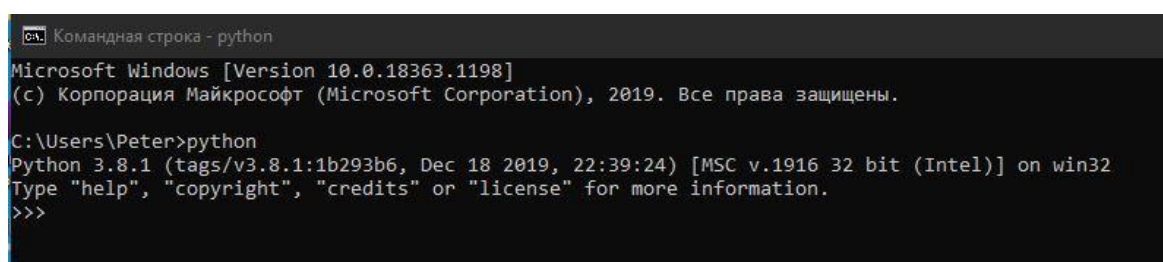 Командная строка - python
Microsoft Windows [Version 10.0.18363.1198]
(c) Корпорация Майкрософт (Microsoft Corporation), 2019. Все права защищены.
C:\Users\Peter>python
Python 3.8.1 (tags/v3.8.1:1b293b6, Dec 18 2019, 22:39:24) [MSC v.1916 32 bit (Intel)] on win32
Type "help", "copyright", "credits" or "license" for more information.
>>>